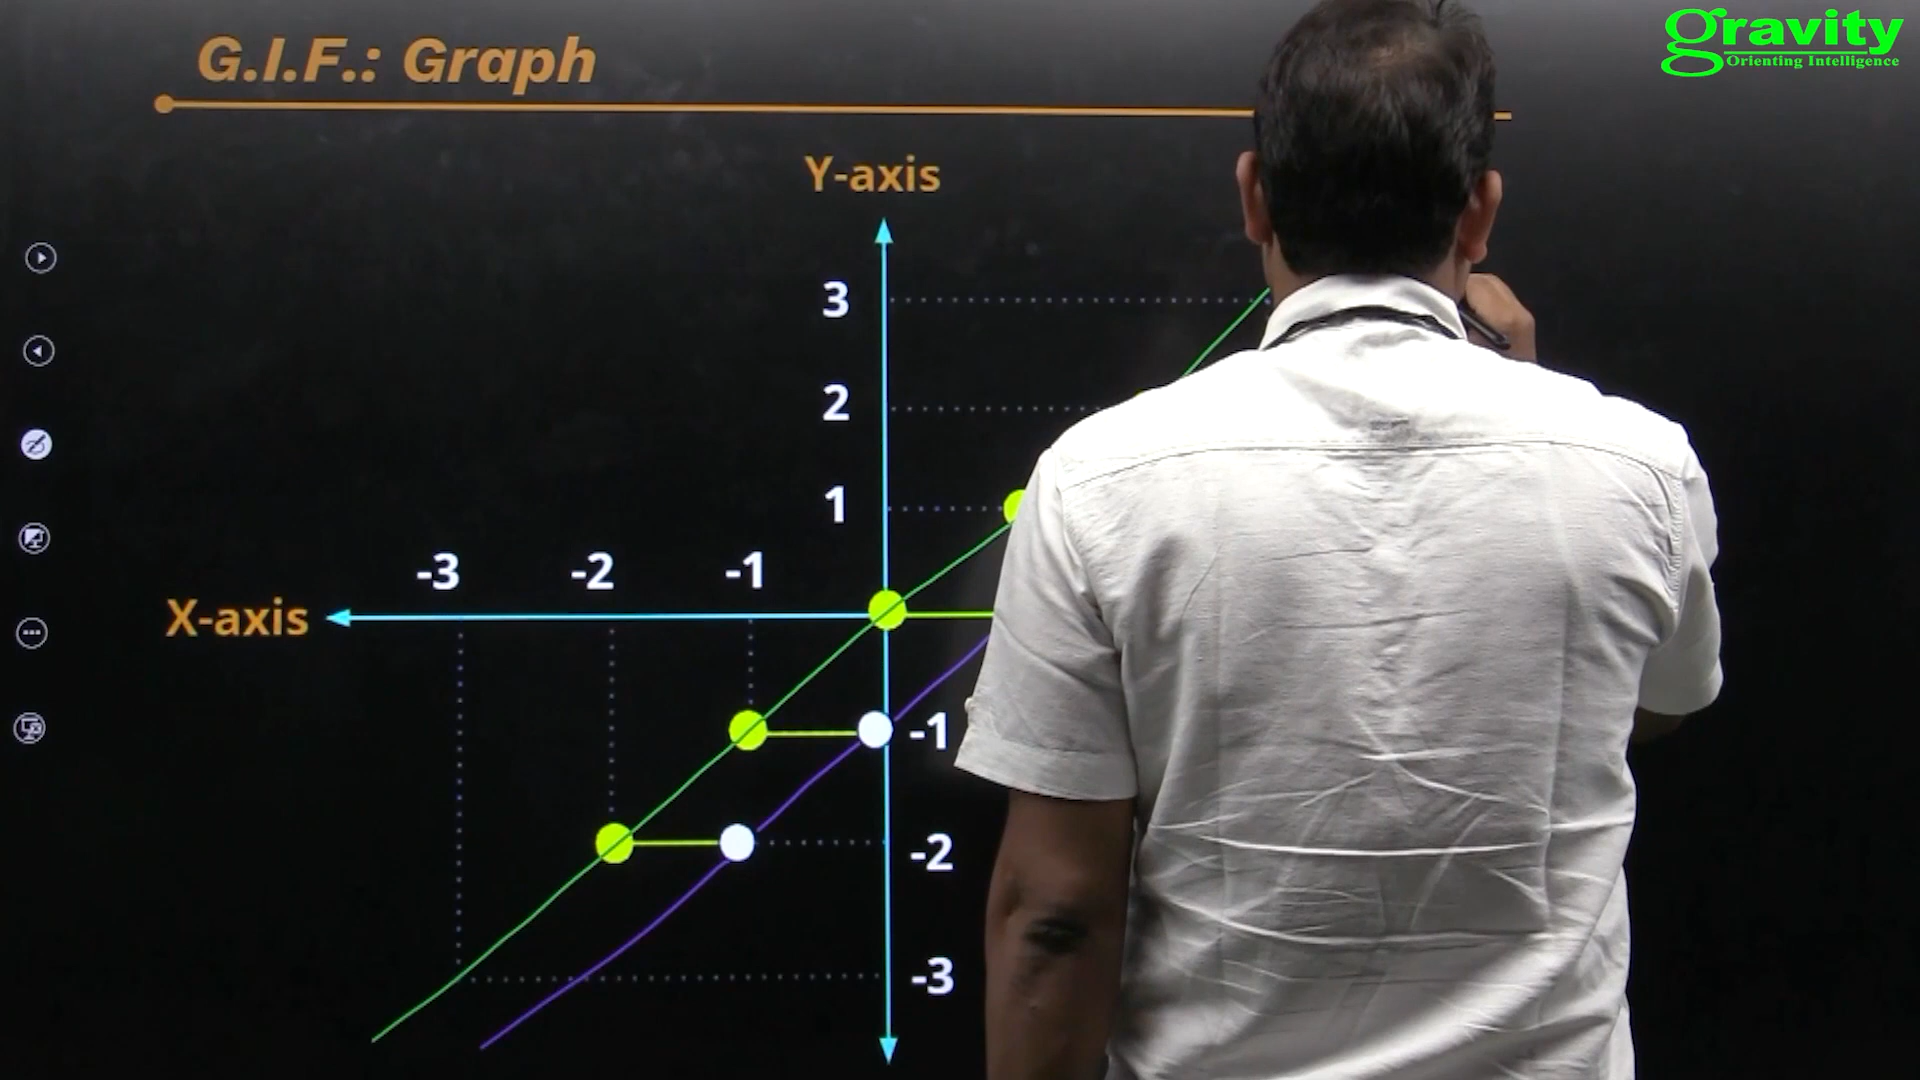 G.I.F.: Graph
gravity
Orienting Intelligence
Y-axis
3
2
1
-3 -2 -1
X-axis
-1
-2
-3